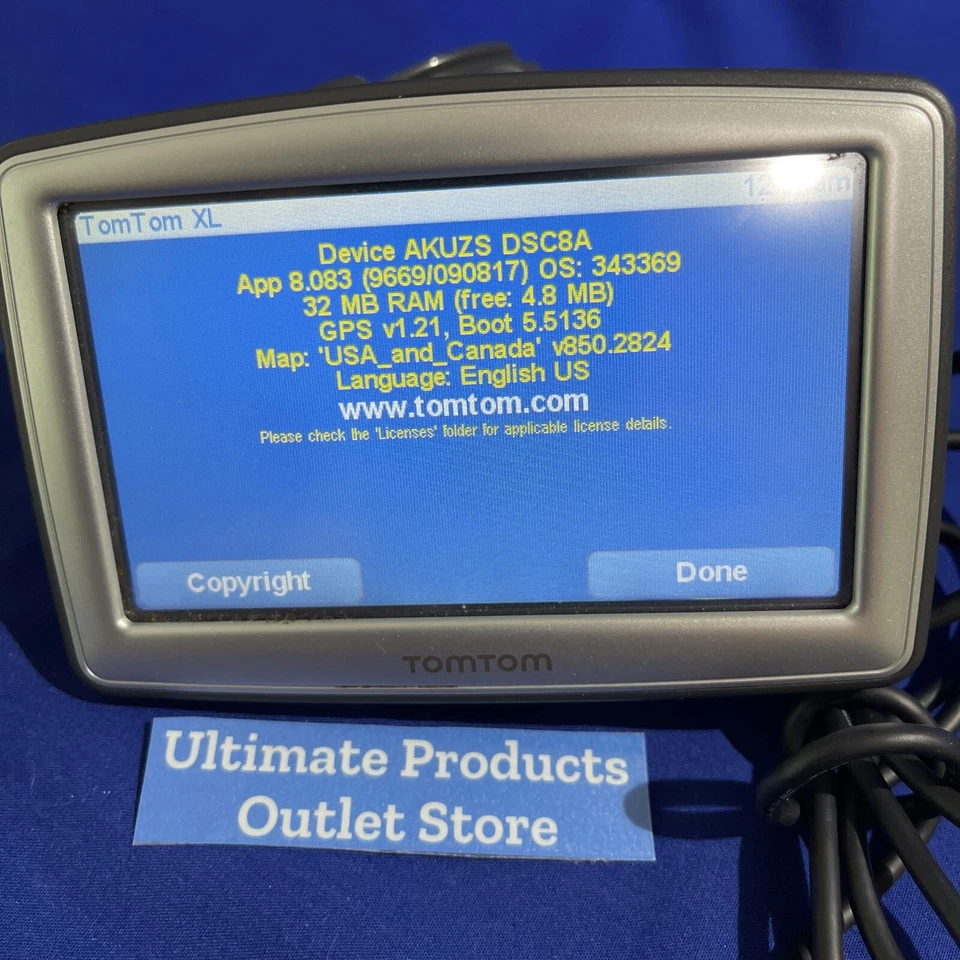 TomTom XL
Device AKUZS DSC8A
App 8.083 (9669/090817) OS: 343369
32 MB RAM (free: 4.8 MB)
GPS v1.21, Boot 5.5136
Map: 'USA_and_Canada' v850.2824
Language: English US
www.tomtom.com
Please check the 'Licenses' folder for applicable license details.
Copyright
Done
TOMTOM
Ultimate Products
Outlet Store